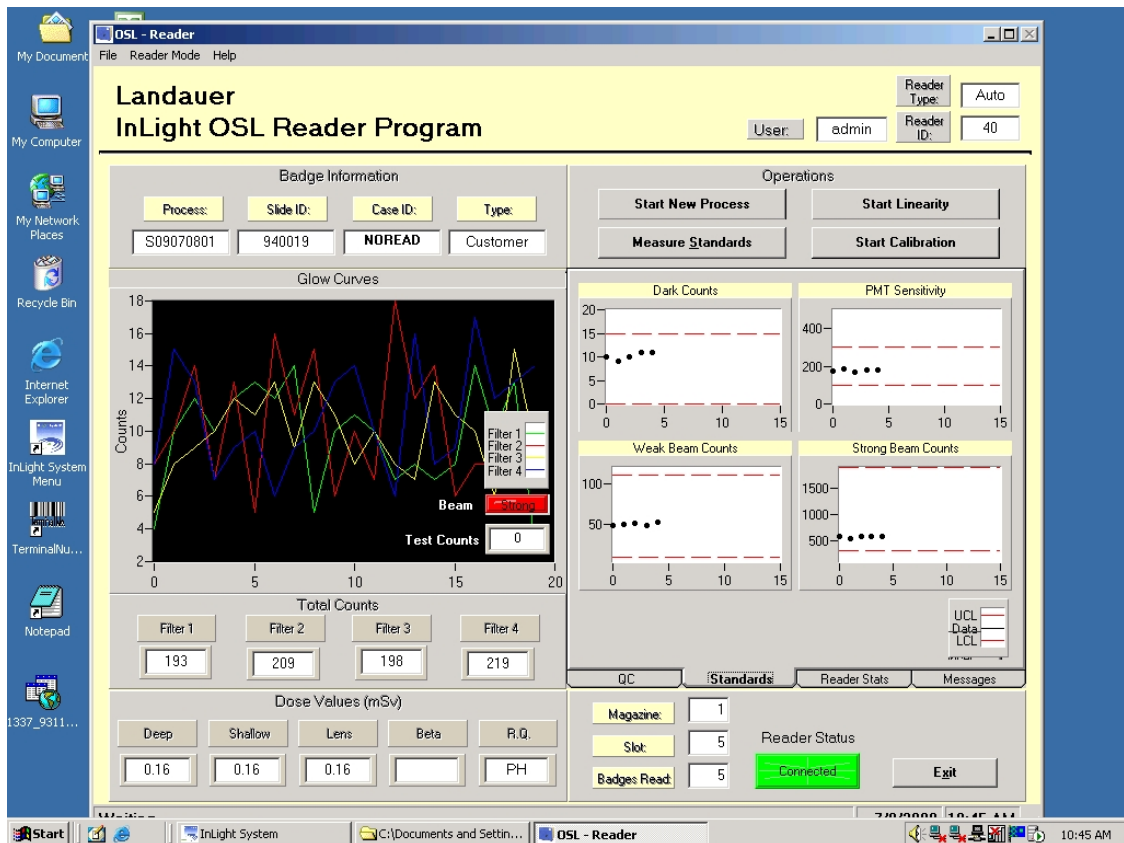 OSL - Reader
File Reader Mode Help
Landauer
InLight OSL Reader Program
User: admin
Reader Type: Auto
Reader ID: 40
My Document
My Computer
My Network Places
Recycle Bin
Internet Explorer
InLight System Menu
TerminalNu...
Notepad
1337_9311...
Badge Information
Process: Slide ID: Case ID: Type:
S09070801 940019 NOREAD Customer
Operations
Start New Process Start Linearity
Measure Standards Start Calibration
Glow Curves
Counts
18
16
14
12
10
8
6
4
2
0 5 10 15 20
Filter 1
Filter 2
Filter 3
Filter 4
Beam Strong
Test Counts 0
Dark Counts
20
15
10
5
0
0 5 10 15
PMT Sensitivity
400
200
0
0 5 10 15
Weak Beam Counts
100
50
0 5 10 15
Strong Beam Counts
1500
1000
500
0 5 10 15
UCL
Data
LCL
QC Standards Reader Stats Messages
Total Counts
Filter 1 Filter 2 Filter 3 Filter 4
193 209 198 219
Dose Values (mSv)
Deep Shallow Lens Beta R.Q.
0.16 0.16 0.16 PH
Magazine: 1
Slot: 5
Badges Read: 5
Reader Status
Connected
Exit
Start InLight System C:\Documents and Settin... OSL - Reader 10:45 AM